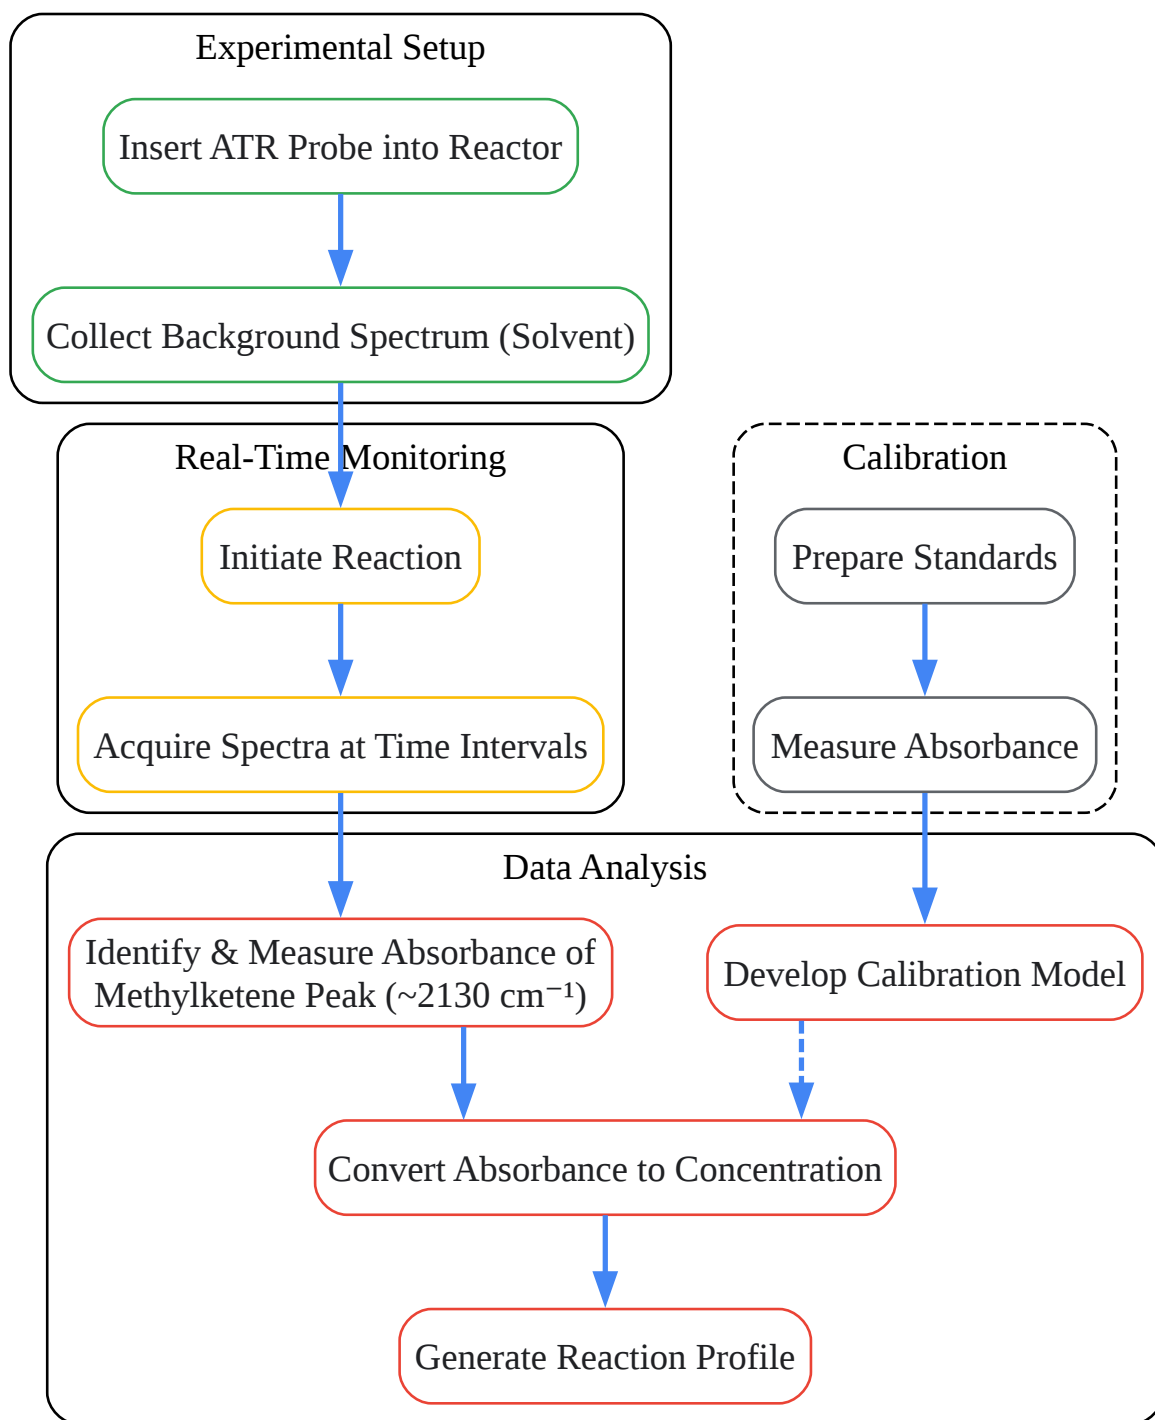 Experimental Setup
Insert ATR Probe into Reactor
Collect Background Spectrum (Solvent)
Real-Time Monitoring
Initiate Reaction
Acquire Spectra at Time Intervals
Calibration
Prepare Standards
Measure Absorbance
Data Analysis
Identify & Measure Absorbance of
Methylketene Peak (~2130 cm⁻¹)
Develop Calibration Model
Convert Absorbance to Concentration
Generate Reaction Profile